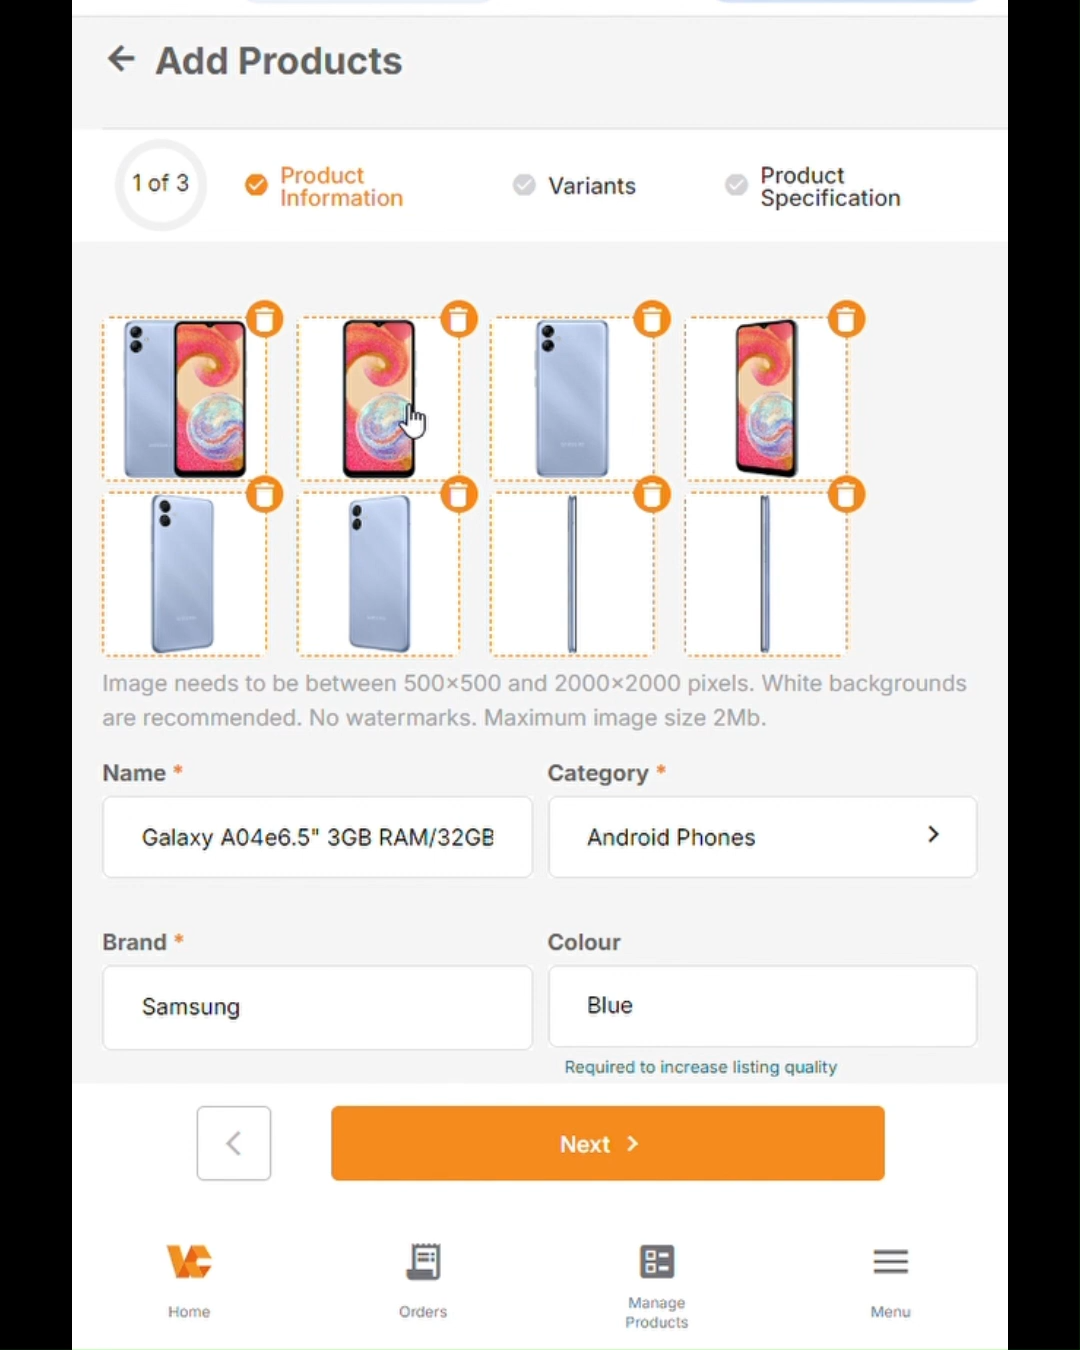 Add Products
1 of 3
Product
Information
Variants
Product
Specification
Image needs to be between 500×500 and 2000×2000 pixels. White backgrounds
are recommended. No watermarks. Maximum image size 2Mb.
Name *
Category *
Galaxy A04e6.5" 3GB RAM/32GB
Android Phones
Brand *
Colour
Samsung
Blue
Required to increase listing quality
Next
Home
Orders
Manage
Products
Menu